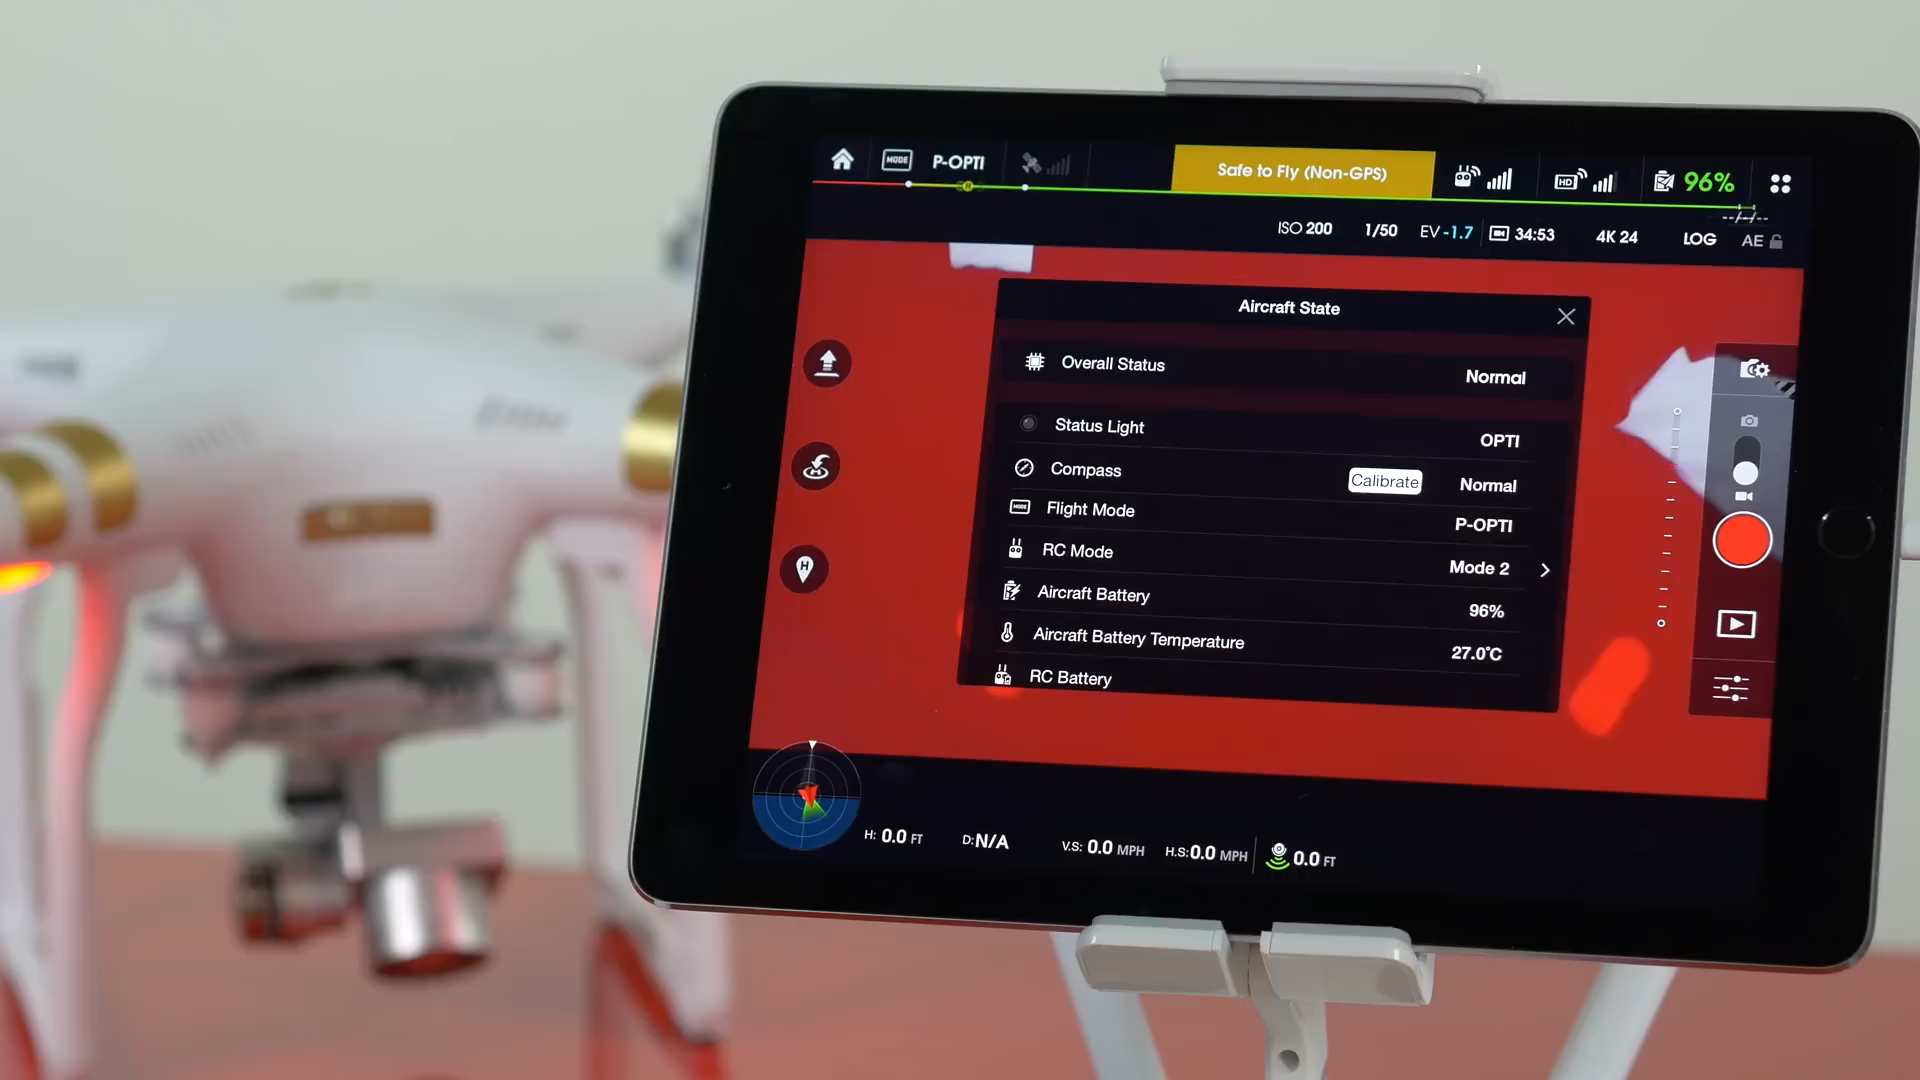 MODE P-OPTI Safe to Fly (Non-GPS) HD 96%
H
--/--/--
ISO 200 1/50 EV -1.7 34:53 4K 24 LOG AE
Aircraft State
Overall Status Normal
Status Light OPTI
Compass Calibrate Normal
MODE Flight Mode P-OPTI
RC Mode Mode 2
Aircraft Battery 96%
Aircraft Battery Temperature 27.0℃
RC Battery
H
H: 0.0 FT D:N/A V.S: 0.0 MPH H.S:0.0 MPH 0.0 FT